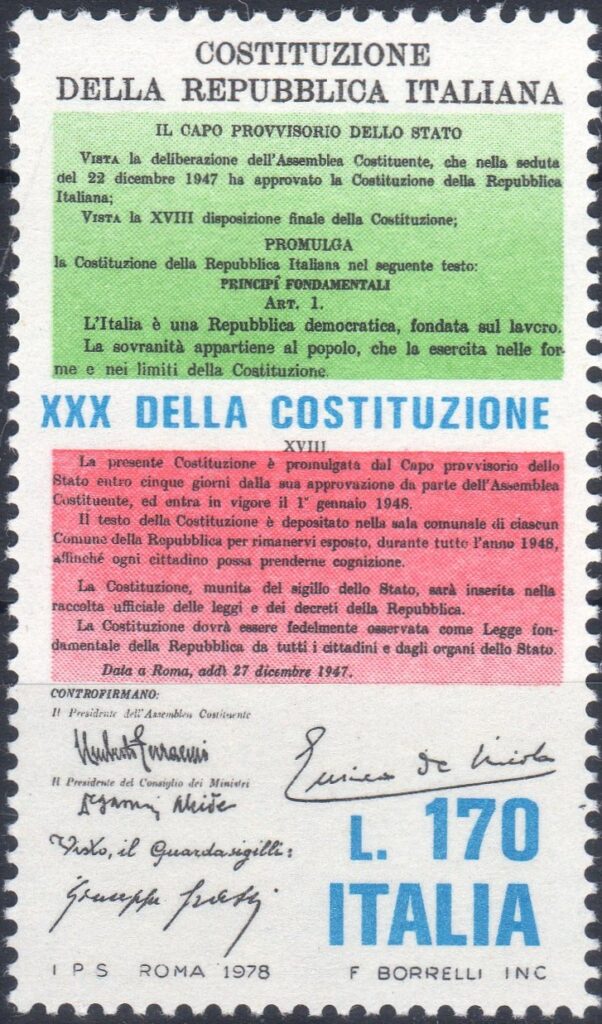 COSTITUZIONE
DELLA REPUBBLICA ITALIANA
IL CAPO PROVVISORIO DELLO STATO
VISTA la deliberazione dell'Assemblea Costituente, che nella seduta
del 22 dicembre 1947 ha approvato la Costituzione della Repubblica
Italiana;
VISTA la XVIII disposizione finale della Costituzione;
PROMULGA
la Costituzione della Repubblica Italiana nel seguente testo:
PRINCIPÎ FONDAMENTALI
ART. 1.
L'Italia è una Repubblica democratica, fondata sul lavoro.
La sovranità appartiene al popolo, che la esercita nelle for-
me e nei limiti della Costituzione.
XXX DELLA COSTITUZIONE
XVIII
La presente Costituzione è promulgata dal Capo provvisorio dello
Stato entro cinque giorni dalla sua approvazione da parte dell'Assemblea
Costituente, ed entra in vigore il 1° gennaio 1948.
Il testo della Costituzione è depositato nella sala comunale di ciascun
Comune della Repubblica per rimanervi esposto, durante tutto l'anno 1948,
affinché ogni cittadino possa prenderne cognizione.
La Costituzione, munita del sigillo dello Stato, sarà inserita nella
raccolta ufficiale delle leggi e dei decreti della Repubblica.
La Costituzione dovrà essere fedelmente osservata come Legge fon-
damentale della Repubblica da tutti i cittadini e dagli organi dello Stato.
Data a Roma, addì 27 dicembre 1947.
CONTROFIRMANO:
Il Presidente dell'Assemblea Costituente
Umberto Terracini
Enrico de Nicola
Il Presidente del Consiglio dei Ministri
Visto, il Guardasigilli:
Giuseppe Grassi
L. 170
ITALIA
I P S ROMA 1978
F BORRELLI INC